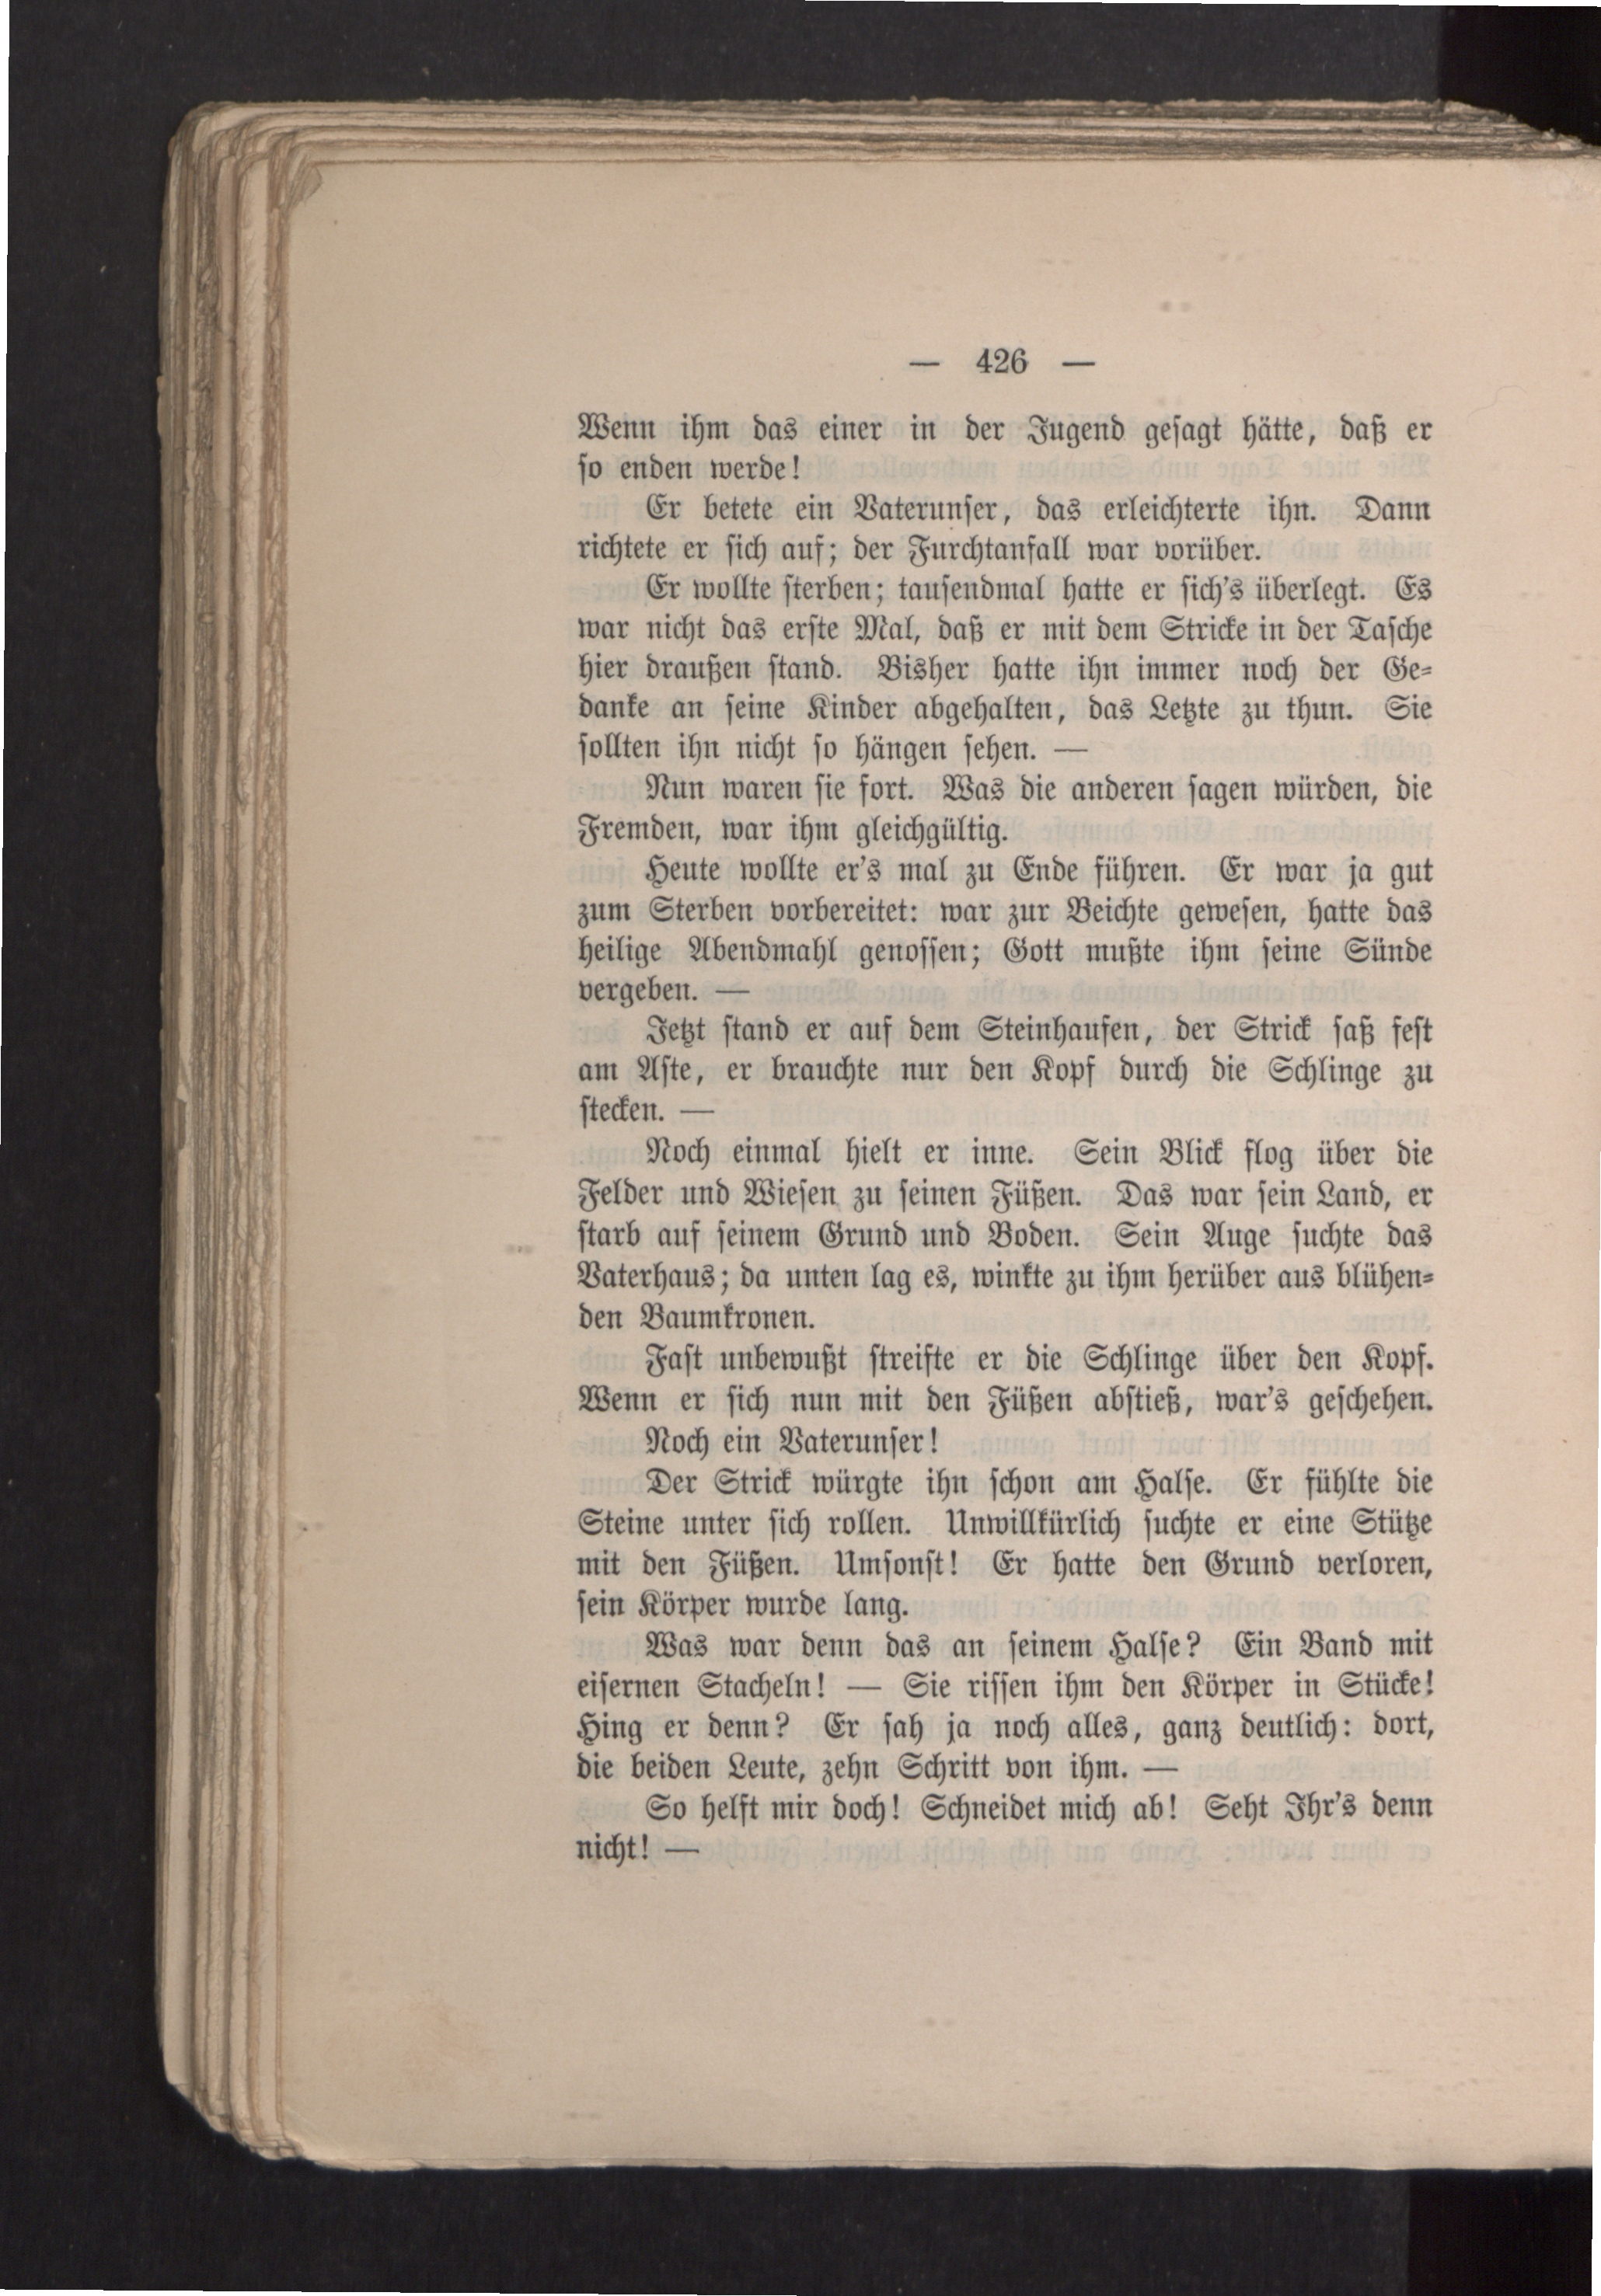 — 426 —
Wenn ihm das einer in der Jugend gesagt hätte, daß er
so enden werde!
Er betete ein Vaterunser, das erleichterte ihn. Dann
richtete er sich auf; der Furchtanfall war vorüber.
Er wollte sterben; tausendmal hatte er sich's überlegt. Es
war nicht das erste Mal, daß er mit dem Stricke in der Tasche
hier draußen stand. Bisher hatte ihn immer noch der Ge-
danke an seine Kinder abgehalten, das Letzte zu thun. Sie
sollten ihn nicht so hängen sehen. —
Nun waren sie fort. Was die anderen sagen würden, die
Fremden, war ihm gleichgültig.
Heute wollte er's mal zu Ende führen. Er war ja gut
zum Sterben vorbereitet: war zur Beichte gewesen, hatte das
heilige Abendmahl genossen; Gott mußte ihm seine Sünde
vergeben. —
Jetzt stand er auf dem Steinhaufen, der Strick saß fest
am Aste, er brauchte nur den Kopf durch die Schlinge zu
stecken. —
Noch einmal hielt er inne. Sein Blick flog über die
Felder und Wiesen zu seinen Füßen. Das war sein Land, er
starb auf seinem Grund und Boden. Sein Auge suchte das
Vaterhaus; da unten lag es, winkte zu ihm herüber aus blühen-
den Baumkronen.
Fast unbewußt streifte er die Schlinge über den Kopf.
Wenn er sich nun mit den Füßen abstieß, war's geschehen.
Noch ein Vaterunser!
Der Strick würgte ihn schon am Halse. Er fühlte die
Steine unter sich rollen. Unwillkürlich suchte er eine Stütze
mit den Füßen. Umsonst! Er hatte den Grund verloren,
sein Körper wurde lang.
Was war denn das an seinem Halse? Ein Band mit
eisernen Stacheln! — Sie rissen ihm den Körper in Stücke!
Hing er denn? Er sah ja noch alles, ganz deutlich: dort,
die beiden Leute, zehn Schritt von ihm. —
So helft mir doch! Schneidet mich ab! Seht Ihr's denn
nicht! —